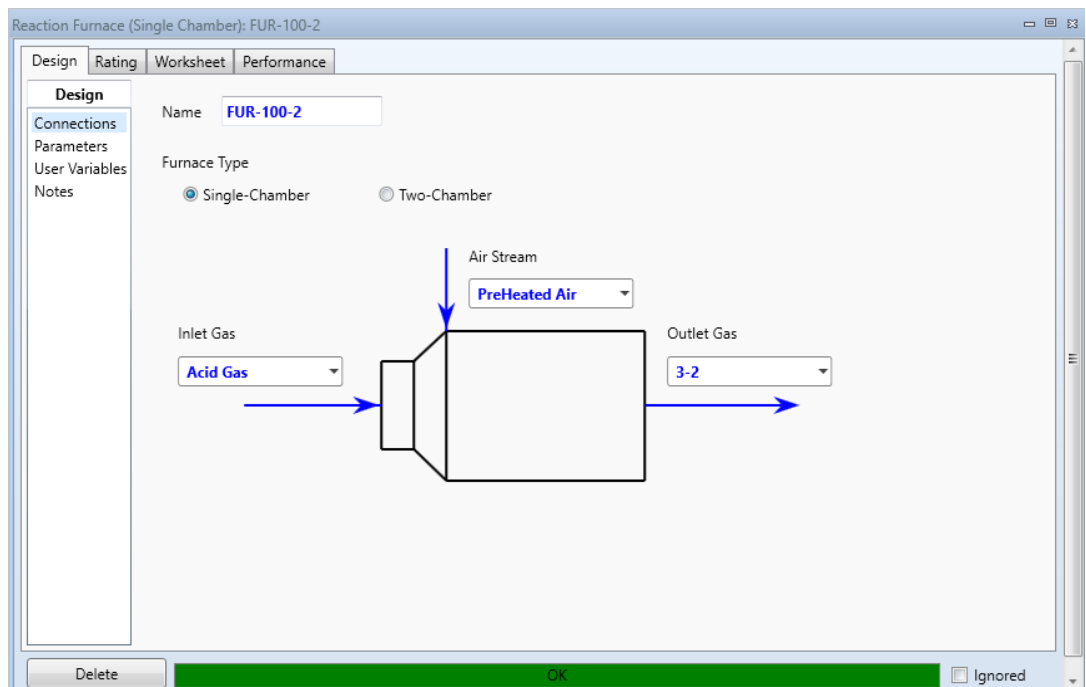 Reaction Furnace (Single Chamber): FUR-100-2
Design Rating Worksheet Performance
Design
Connections
Parameters
User Variables
Notes
Name FUR-100-2
Furnace Type
Single-Chamber Two-Chamber
Air Stream
PreHeated Air
Inlet Gas
Acid Gas
Outlet Gas
3-2
Delete OK Ignored